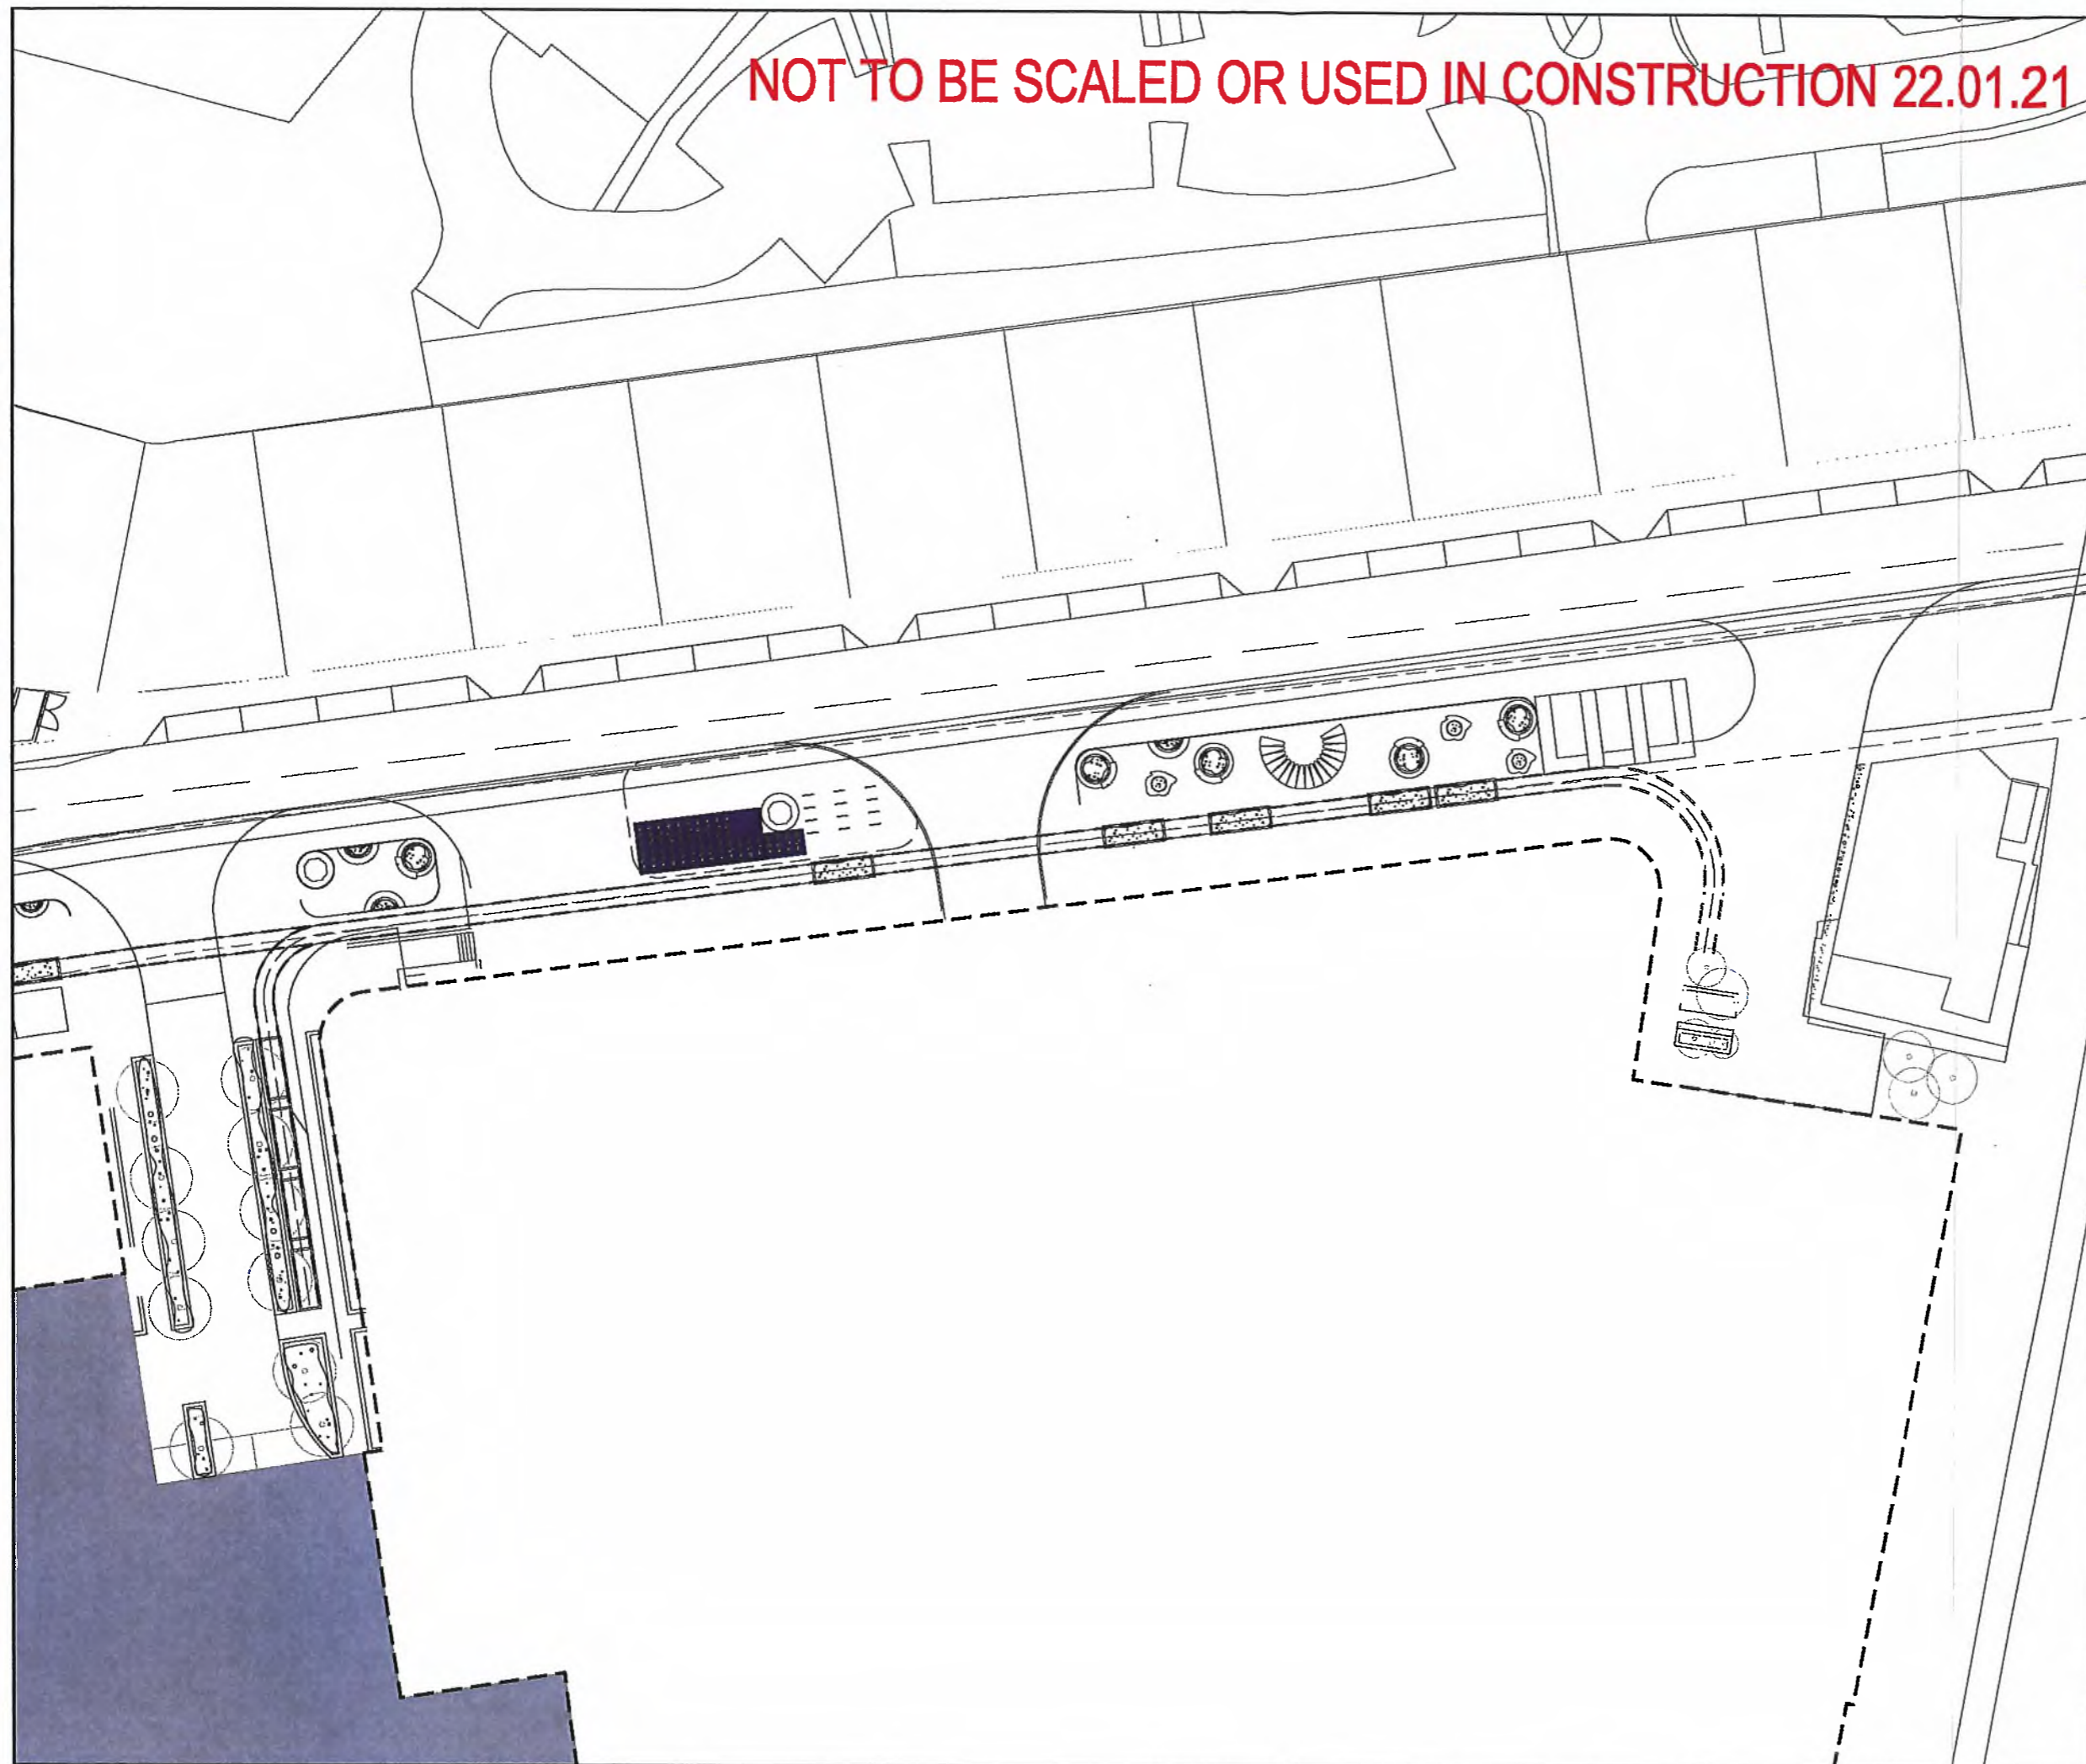 NOT TO BE SCALED OR USED IN CONSTRUCTION 22.01.21